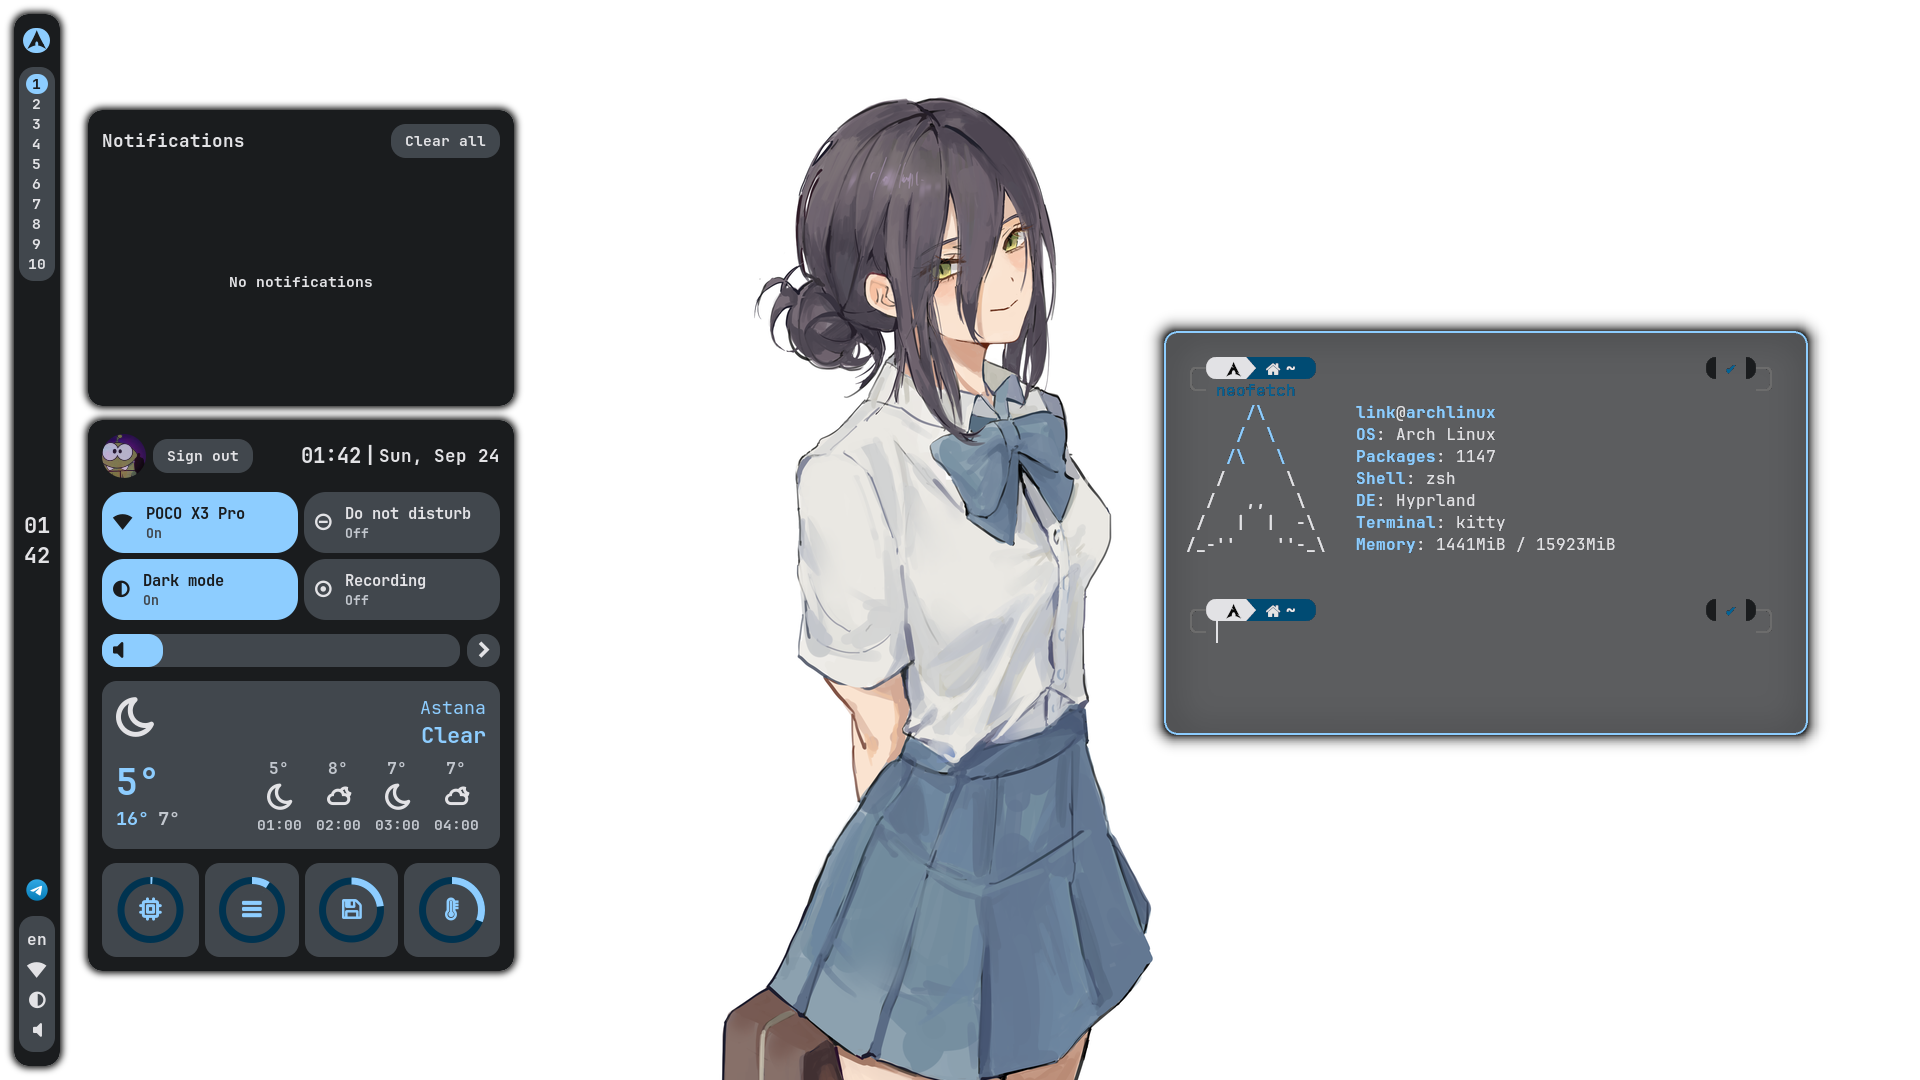 1
2
3
4
5
6
7
8
9
10
01
42
en
Notifications
Clear all
No notifications
Sign out
01:42|Sun, Sep 24
POCO X3 Pro
On
Do not disturb
Off
Dark mode
On
Recording
Off
Astana
Clear
5°
16° 7°
5° 8° 7° 7°
01:00 02:00 03:00 04:00
~
neofetch
link@archlinux
OS: Arch Linux
Packages: 1147
Shell: zsh
DE: Hyprland
Terminal: kitty
Memory: 1441MiB / 15923MiB
~